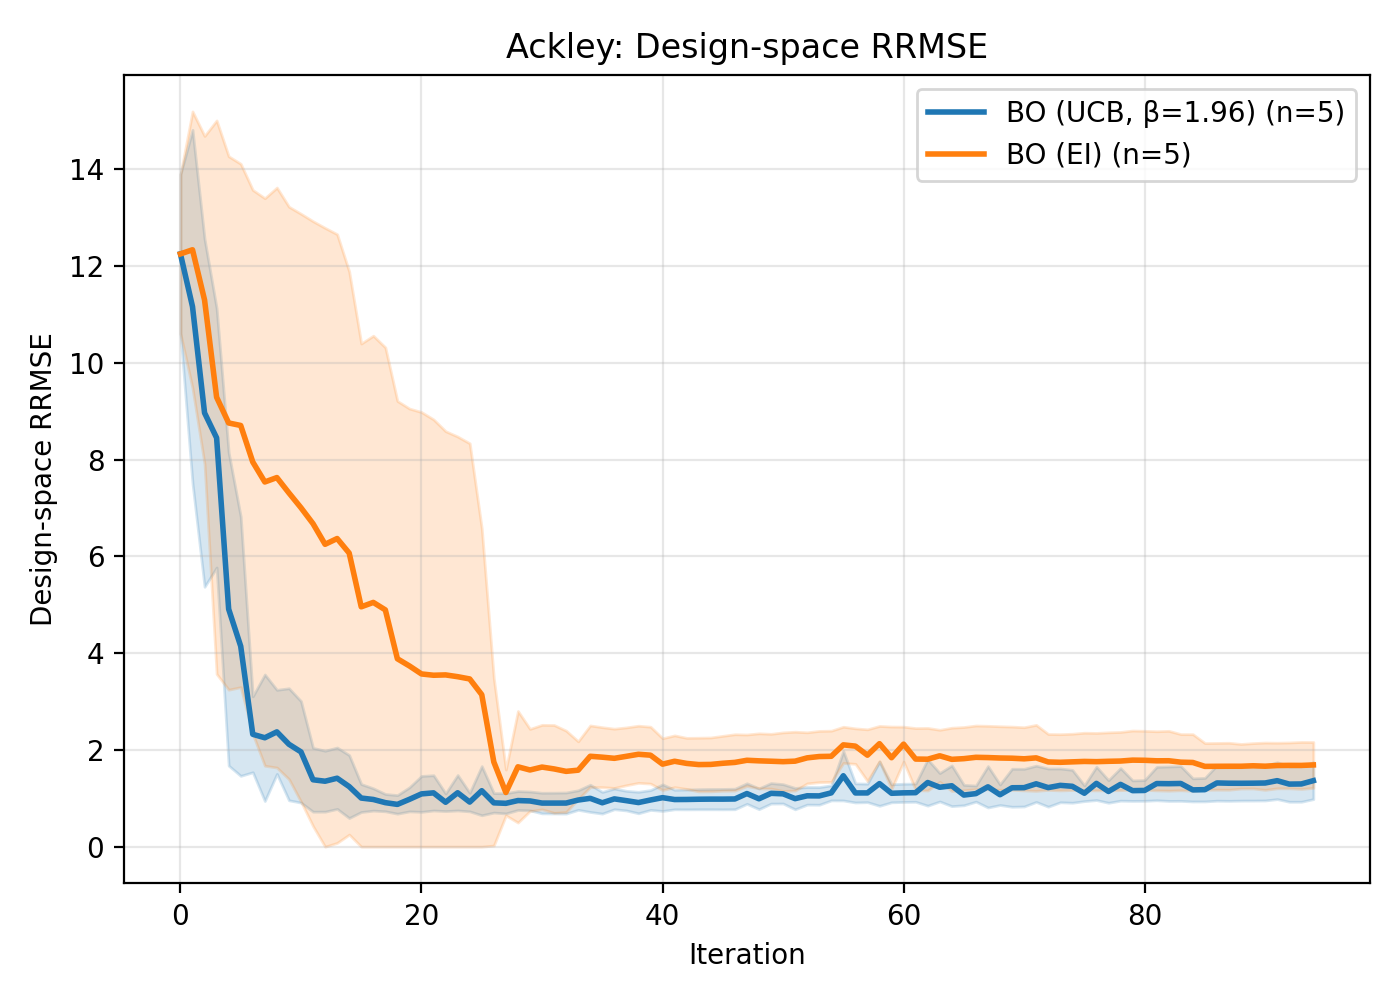 Ackley: Design-space RRMSE
BO (UCB, β=1.96) (n=5)
BO (EI) (n=5)
Design-space RRMSE
14
12
10
8
6
4
2
0
0 20 40 60 80
Iteration